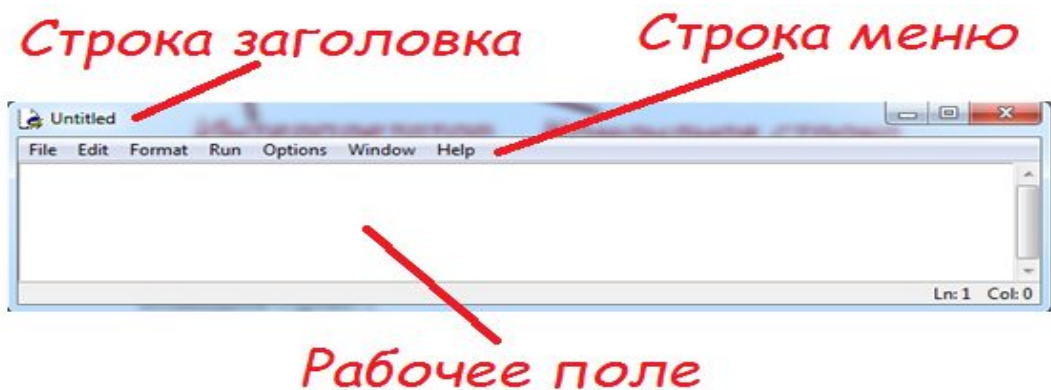 Строка заголовка
Строка меню
Untitled
File Edit Format Run Options Window Help
Ln: 1 Col: 0
Рабочее поле